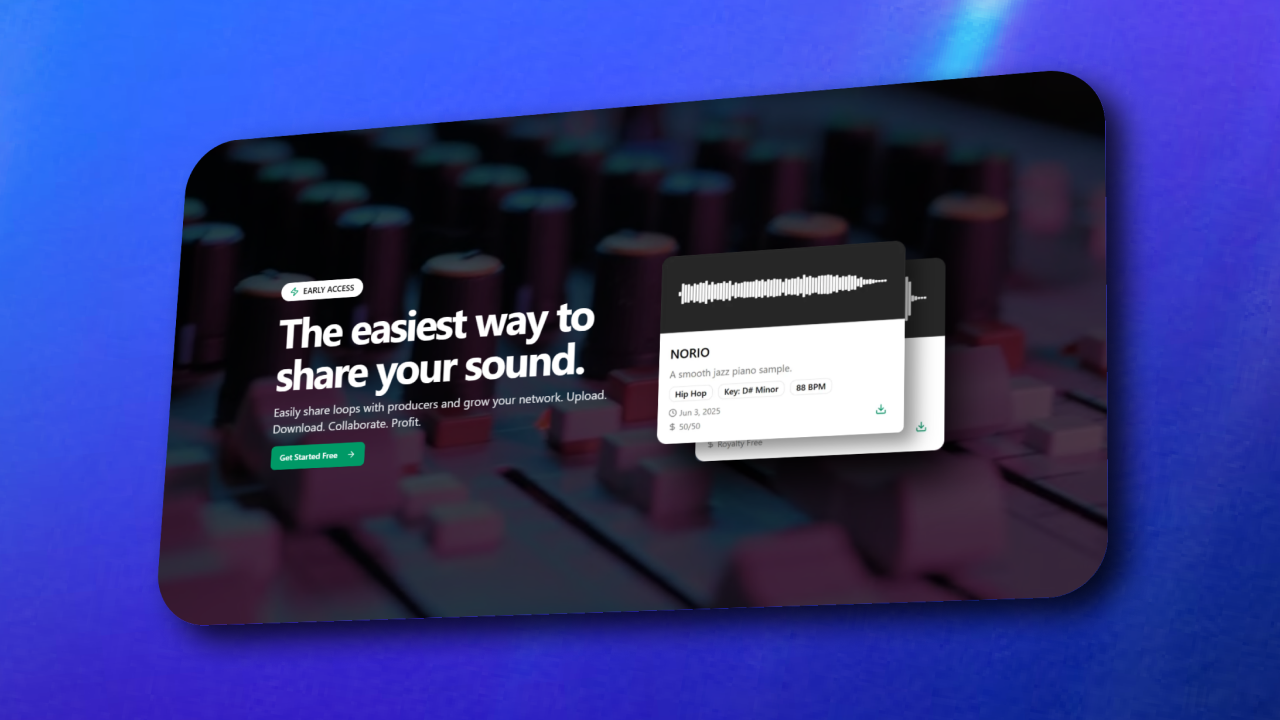 EARLY ACCESS
The easiest way to
share your sound.
Easily share loops with producers and grow your network. Upload.
Download. Collaborate. Profit.
Get Started Free
NORIO
A smooth jazz piano sample.
Hip Hop
Key: D# Minor
88 BPM
Jun 3, 2025
$ 50/50
$ Royalty Free